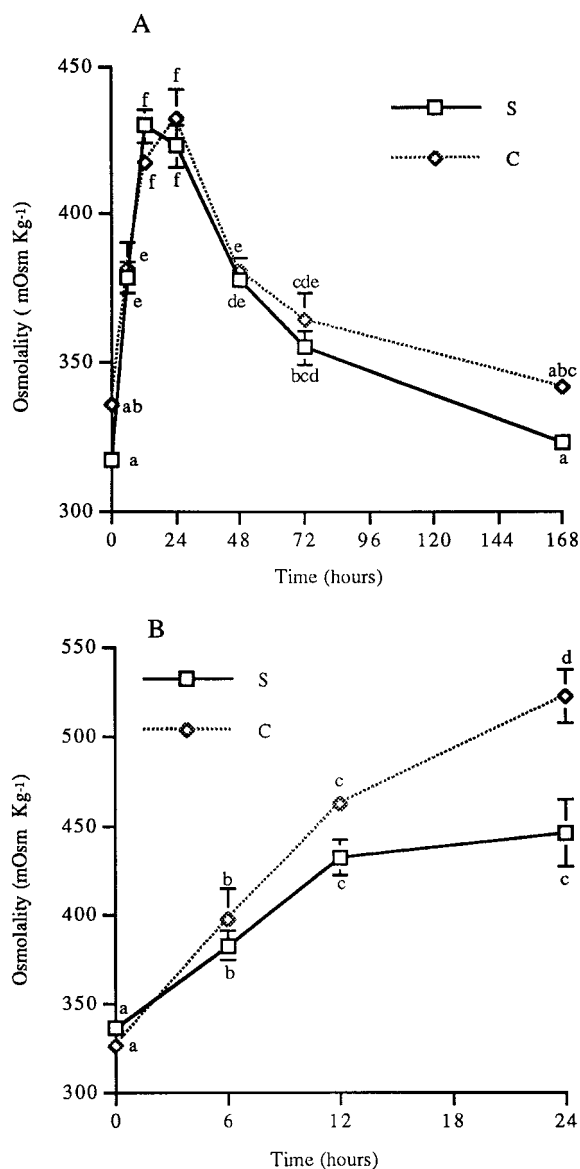 A
450
400
350
300
Osmolality ( mOsm Kg-1)
S
C
f
f
f
f
e
e
e
de
cde
bcd
abc
a
ab
a
0 24 48 72 96 120 144 168
Time (hours)
B
550
500
450
400
350
300
Osmolality (mOsm Kg-1)
S
C
d
c
c
c
b
b
a
a
0 6 12 18 24
Time (hours)